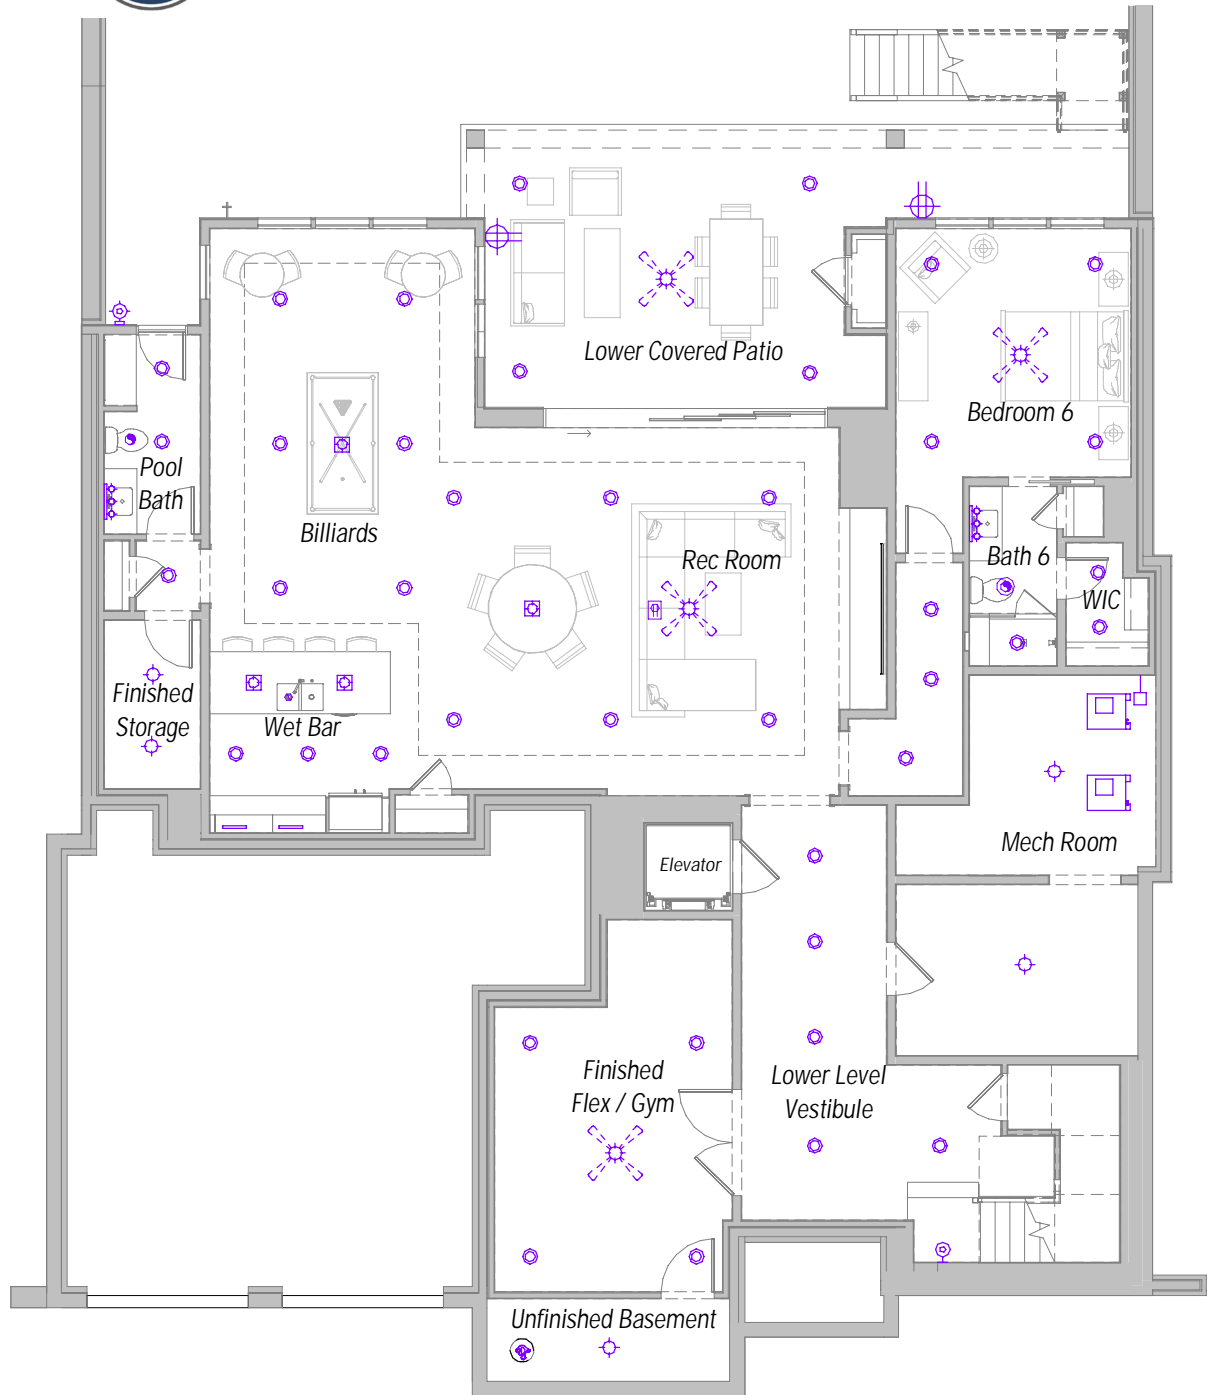 Lower Covered Patio
Bedroom 6
Pool
Bath
Billiards
Rec Room
Bath 6
WIC
Finished
Storage
Wet Bar
Mech Room
Elevator
Finished
Flex / Gym
Lower Level
Vestibule
Unfinished Basement